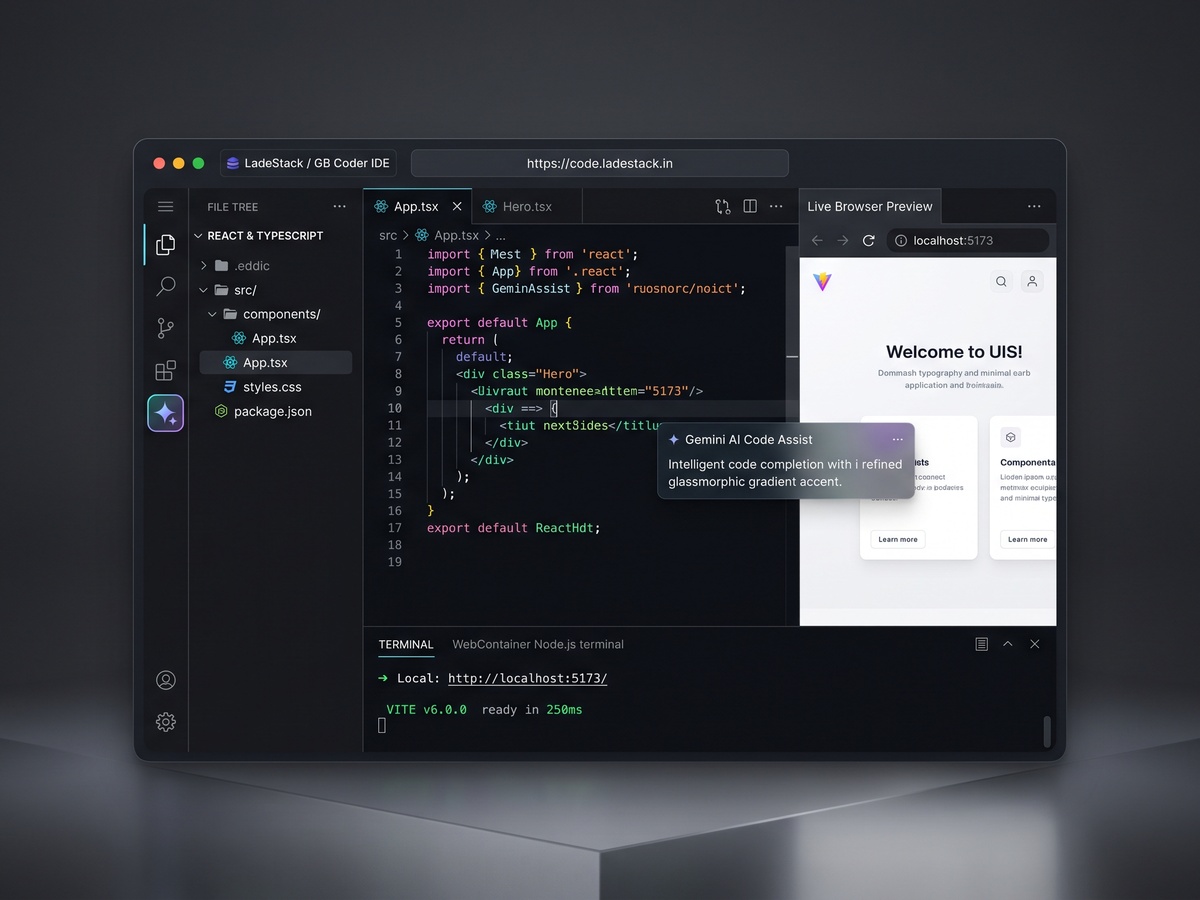 LadeStack / GB Coder IDE
https://code.ladestack.in
FILE TREE
REACT & TYPESCRIPT
.eddic
src/
components/
App.tsx
App.tsx
styles.css
package.json
App.tsx
Hero.tsx
src > App.tsx > ...
1 import { Mest } from 'react';
2 import { App} from '.react';
3 import { GeminAssist } from 'ruosnorc/noict';
4
5 export default App {
6 return (
7 default;
8 <div class="Hero">
9 montenee="5173"/>
10 <div ==> {
11 <tiut next8ides</titlu
12 </div>
13 </div>
14 );
15 );
16 }
17 export default ReactHdt;
18
19
Gemini AI Code Assist
Intelligent code completion with i refined
glassmorphic gradient accent.
Live Browser Preview
localhost:5173
Welcome to UIS!
Dommash typography and minimal earb
application and
Componenta
and minimal type
Learn more
Learn more
TERMINAL
WebContainer Node.js terminal
➔ Local: http://localhost:5173/
VITE v6.0.0 ready in 250ms